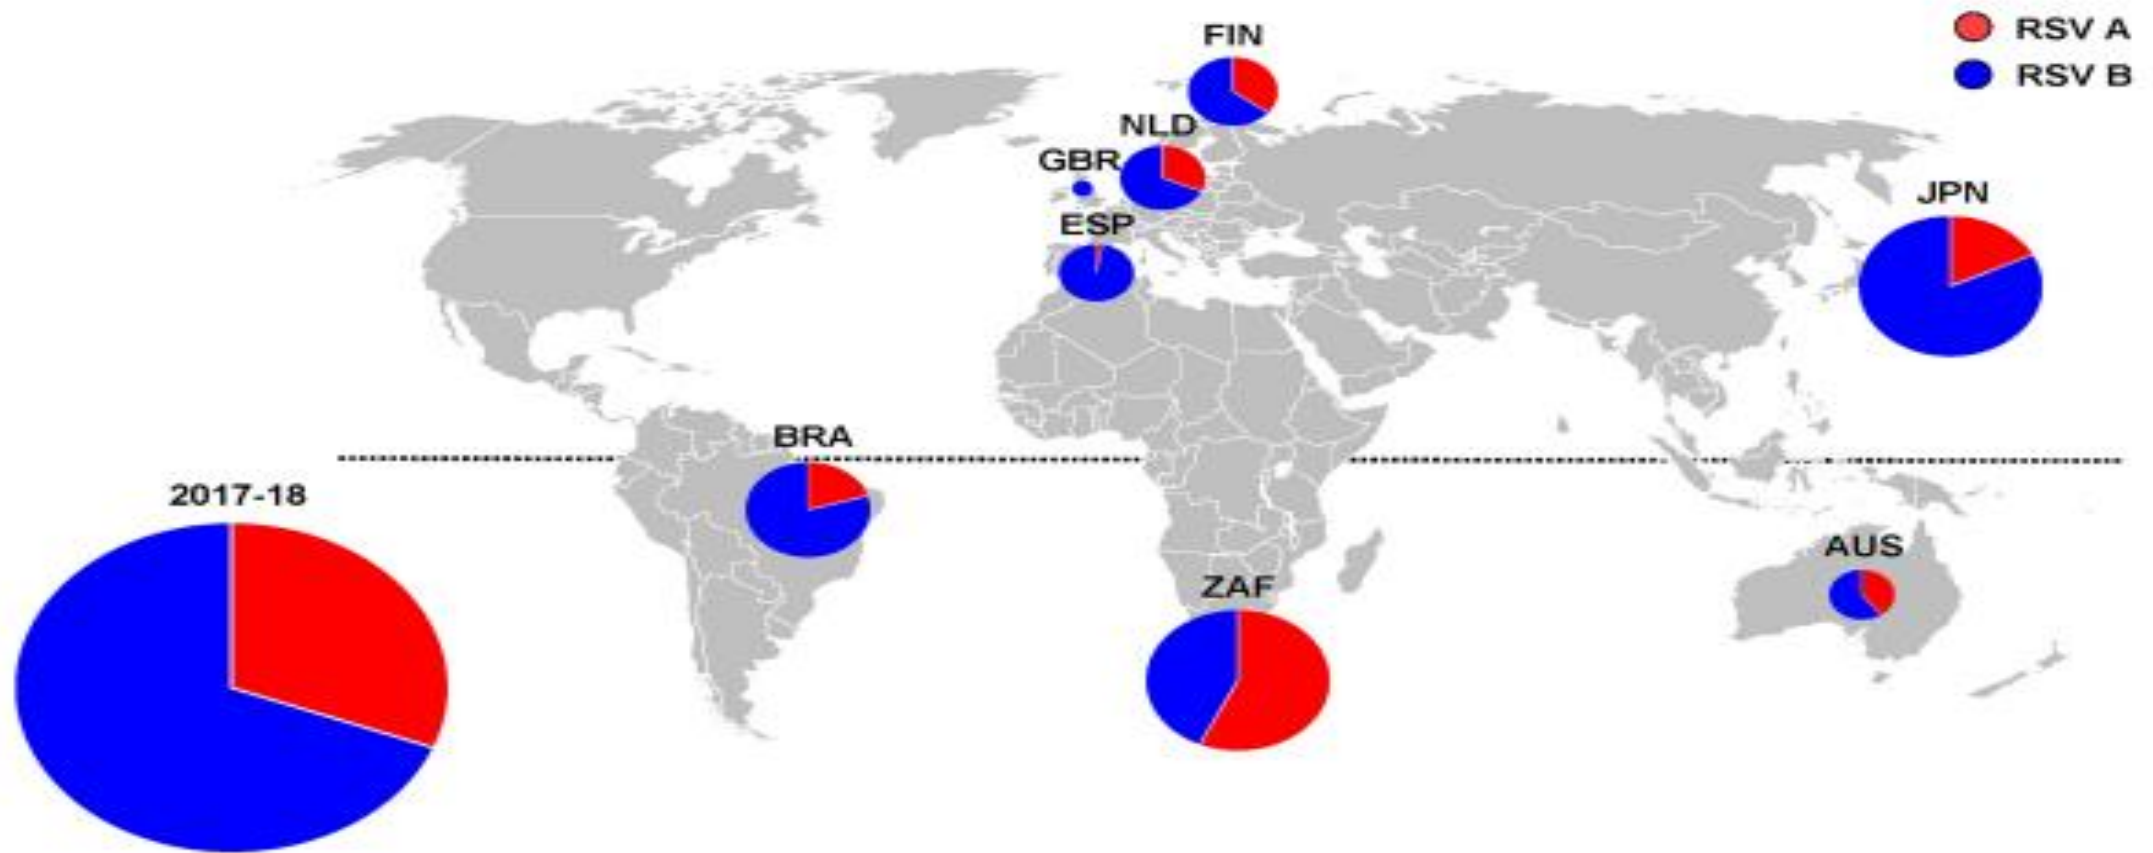 FIN
RSV A
RSV B
NLD
GBR
JPN
ESP
BRA
2017-18
AUS
ZAF